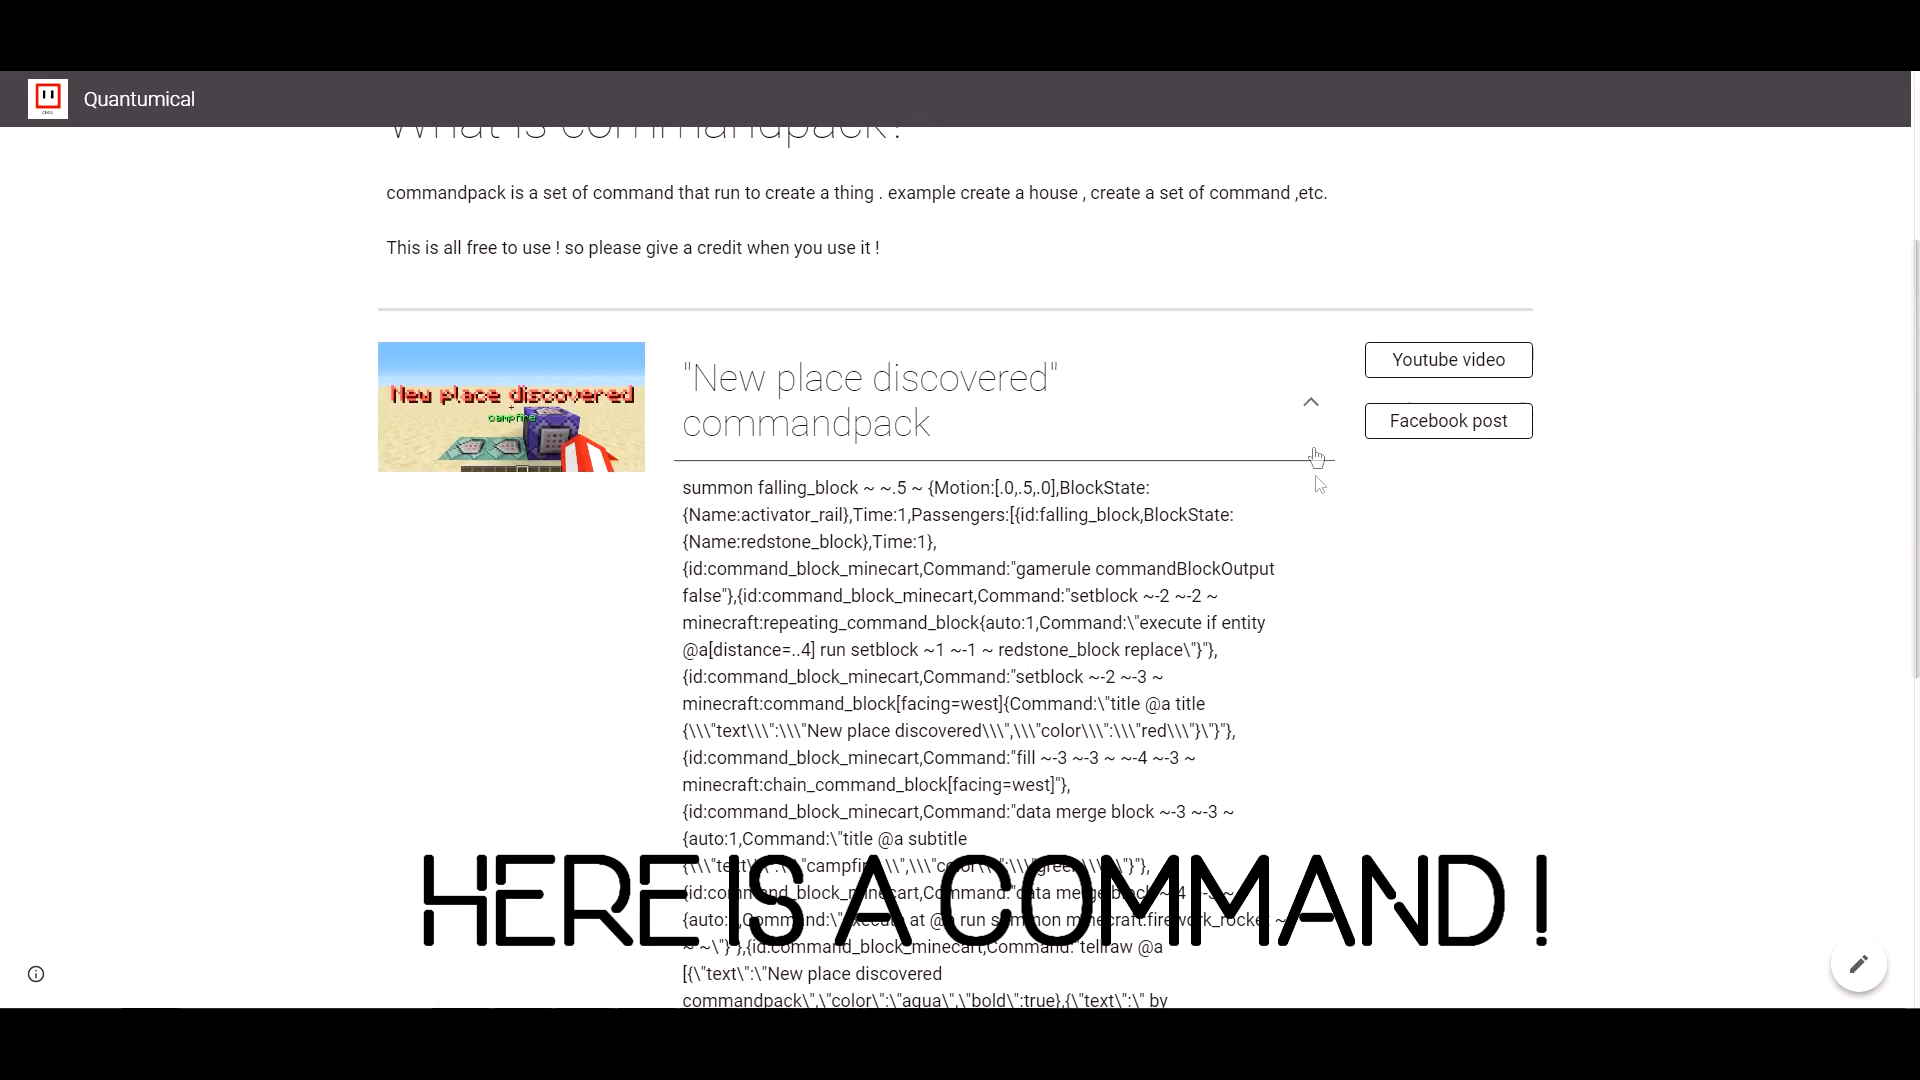 Quantumical
What is commandpack?
commandpack is a set of command that run to create a thing . example create a house , create a set of command ,etc.
This is all free to use ! so please give a credit when you use it !
New place discovered
campfire
"New place discovered"
commandpack
Youtube video
Facebook post
summon falling_block ~ ~.5 ~ {Motion:[.0,.5,.0],BlockState:
{Name:activator_rail},Time:1,Passengers:[{id:falling_block,BlockState:
{Name:redstone_block},Time:1},
{id:command_block_minecart,Command:"gamerule commandBlockOutput
false"},{id:command_block_minecart,Command:"setblock ~-2 ~-2 ~
minecraft:repeating_command_block{auto:1,Command:\"execute if entity
@a[distance=..4] run setblock ~1 ~-1 ~ redstone_block replace\"}"},
{id:command_block_minecart,Command:"setblock ~-2 ~-3 ~
minecraft:command_block[facing=west]{Command:\"title @a title
{\\\"text\\\":\\\"New place discovered\\\",\\\"color\\\":\\\"red\\\"}\"}"},
{id:command_block_minecart,Command:"fill ~-3 ~-3 ~ ~-4 ~-3 ~
minecraft:chain_command_block[facing=west]"},
{id:command_block_minecart,Command:"data merge block ~-3 ~-3 ~
{auto:1,Command:\"title @a subtitle
HERE IS A COMMAND !
[{\"text\":\"New place discovered
commandpack\",\"color\":\"aqua\",\"bold\":true},{\"text\":\" by